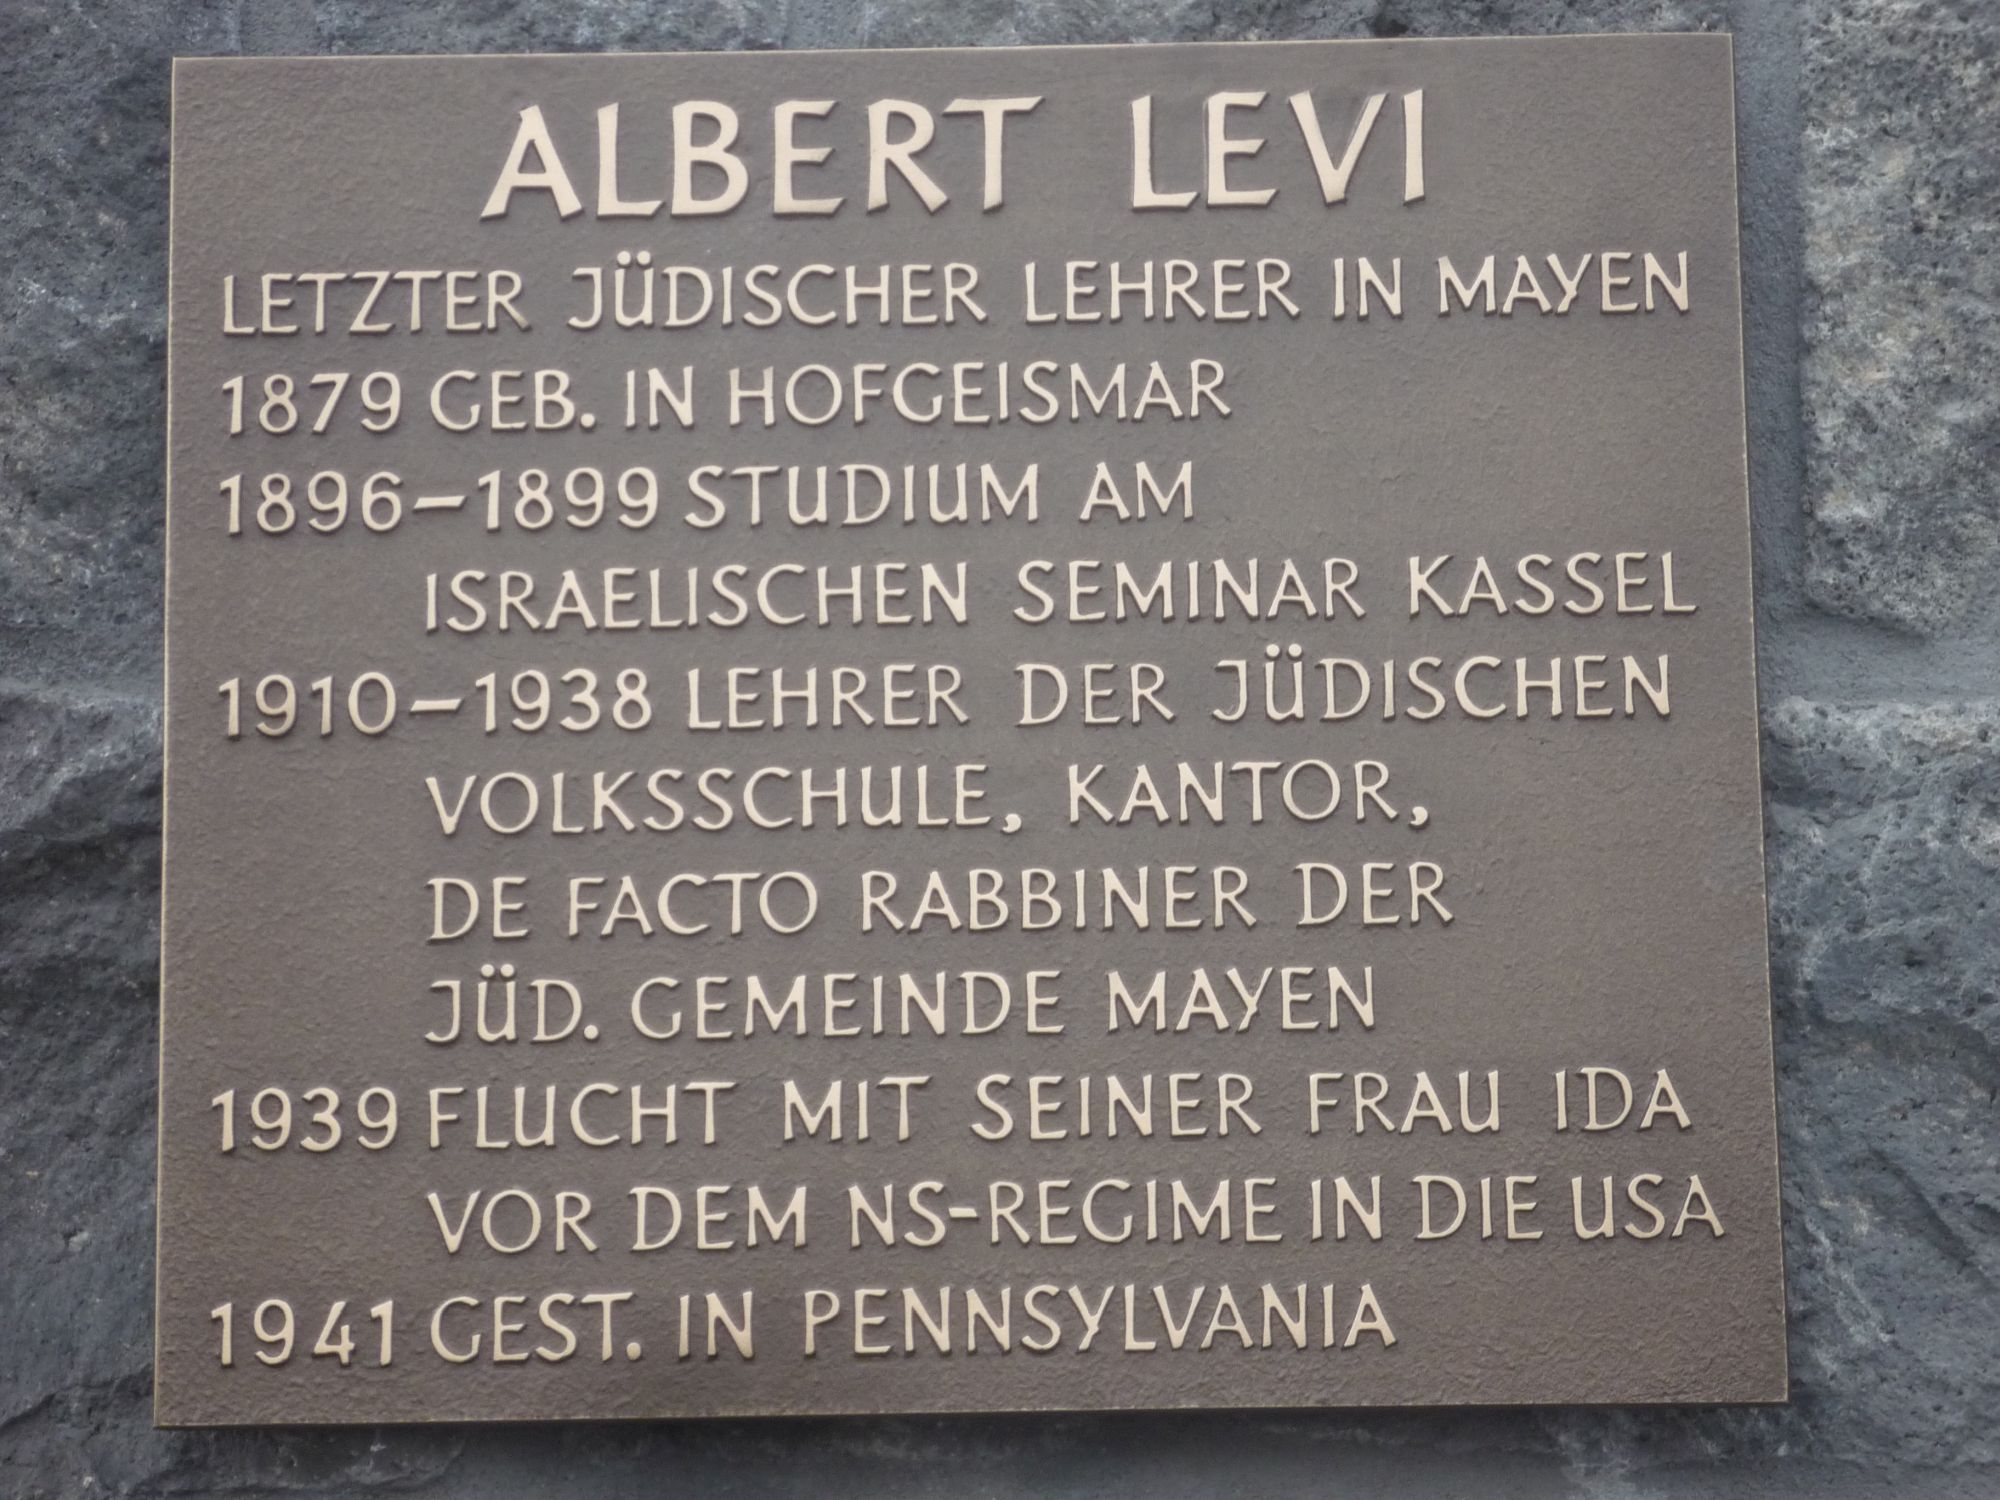 ALBERT LEVI
LETZTER JÜDISCHER LEHRER IN MAYEN
1879 GEB. IN HOFGEISMAR
1896–1899 STUDIUM AM
ISRAELISCHEN SEMINAR KASSEL
1910–1938 LEHRER DER JÜDISCHEN
VOLKSSCHULE, KANTOR,
DE FACTO RABBINER DER
JÜD. GEMEINDE MAYEN
1939 FLUCHT MIT SEINER FRAU IDA
VOR DEM NS-REGIME IN DIE USA
1941 GEST. IN PENNSYLVANIA